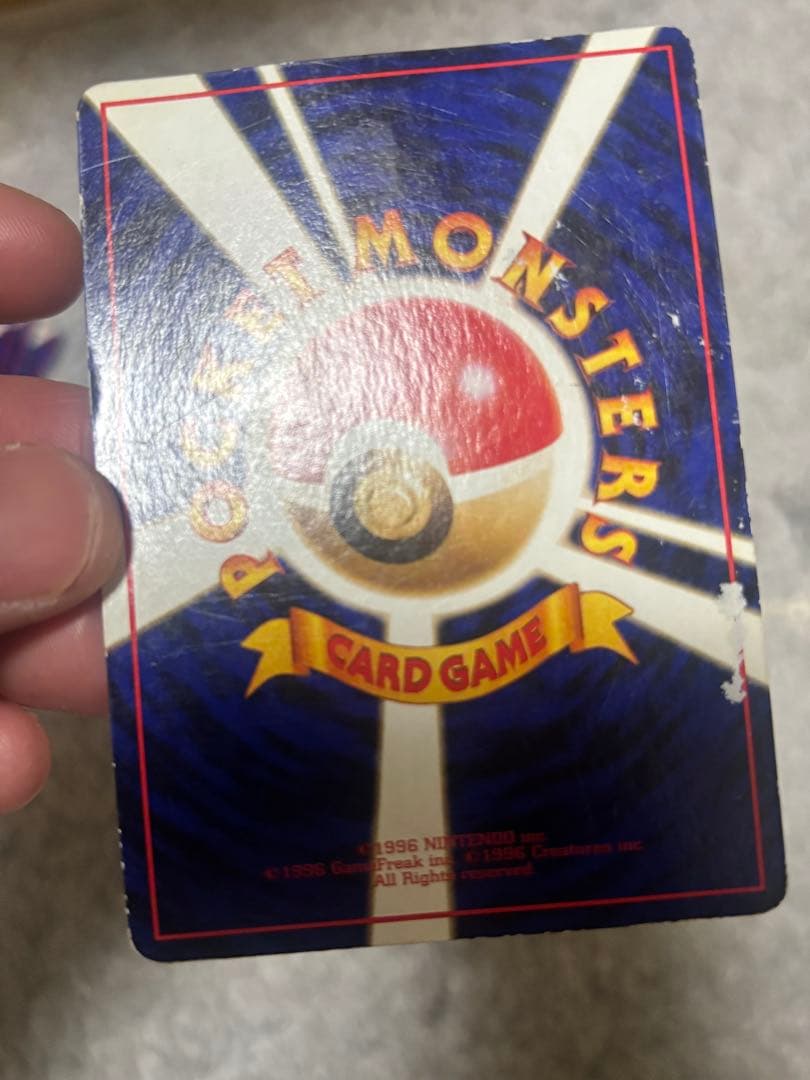 POCKET MONSTERS
CARD GAME
©1996 NINTENDO inc.
©1996 GameFreak inc. ©1996 Creatures inc.
All Rights reserved